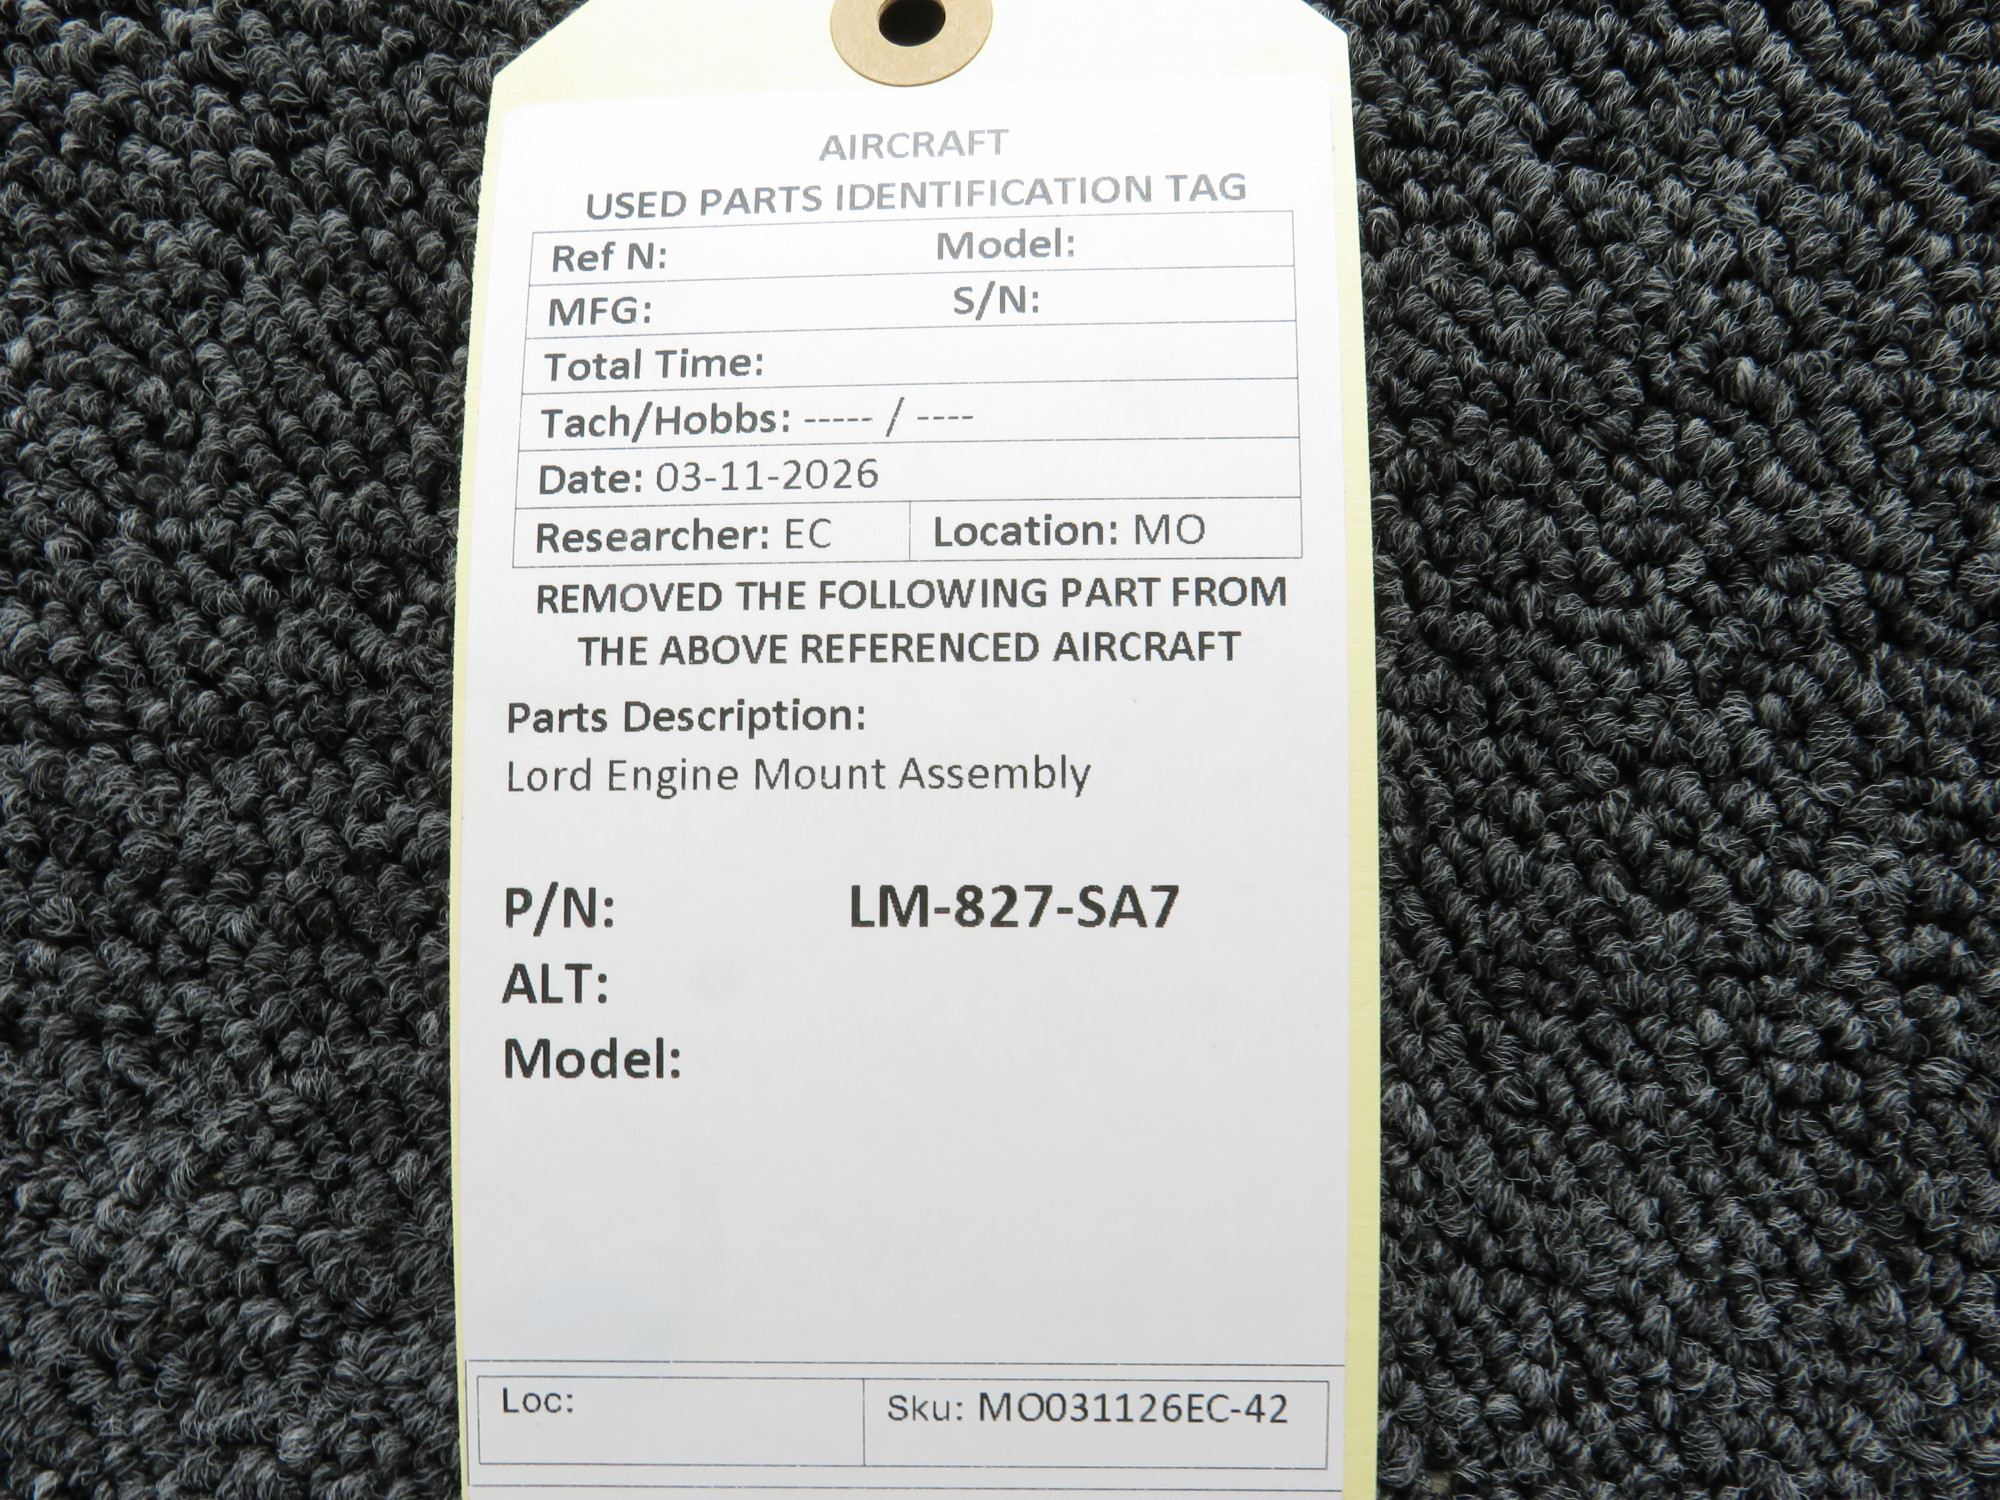 AIRCRAFT
USED PARTS IDENTIFICATION TAG
Ref N: Model:
MFG: S/N:
Total Time:
Tach/Hobbs: ----- / ----
Date: 03-11-2026
Researcher: EC Location: MO
REMOVED THE FOLLOWING PART FROM
THE ABOVE REFERENCED AIRCRAFT
Parts Description:
Lord Engine Mount Assembly
P/N: LM-827-SA7
ALT:
Model:
Loc: Sku: MO031126EC-42